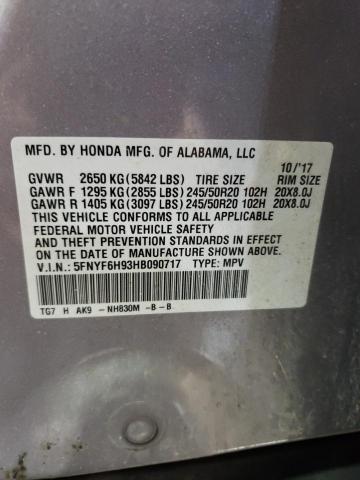 MFD. BY HONDA MFG. OF ALABAMA, LLC
10/'17
GVWR 2650 KG (5842 LBS) TIRE SIZE RIM SIZE
GAWR F 1295 KG (2855 LBS) 245/50R20 102H 20X8.0J
GAWR R 1405 KG (3097 LBS) 245/50R20 102H 20X8.0J
THIS VEHICLE CONFORMS TO ALL APPLICABLE
FEDERAL MOTOR VEHICLE SAFETY
AND THEFT PREVENTION STANDARDS IN EFFECT
ON THE DATE OF MANUFACTURE SHOWN ABOVE.
V.I.N.: 5FNYF6H93HB090717 TYPE: MPV
TG7 H AK9 -NH830M -B-B